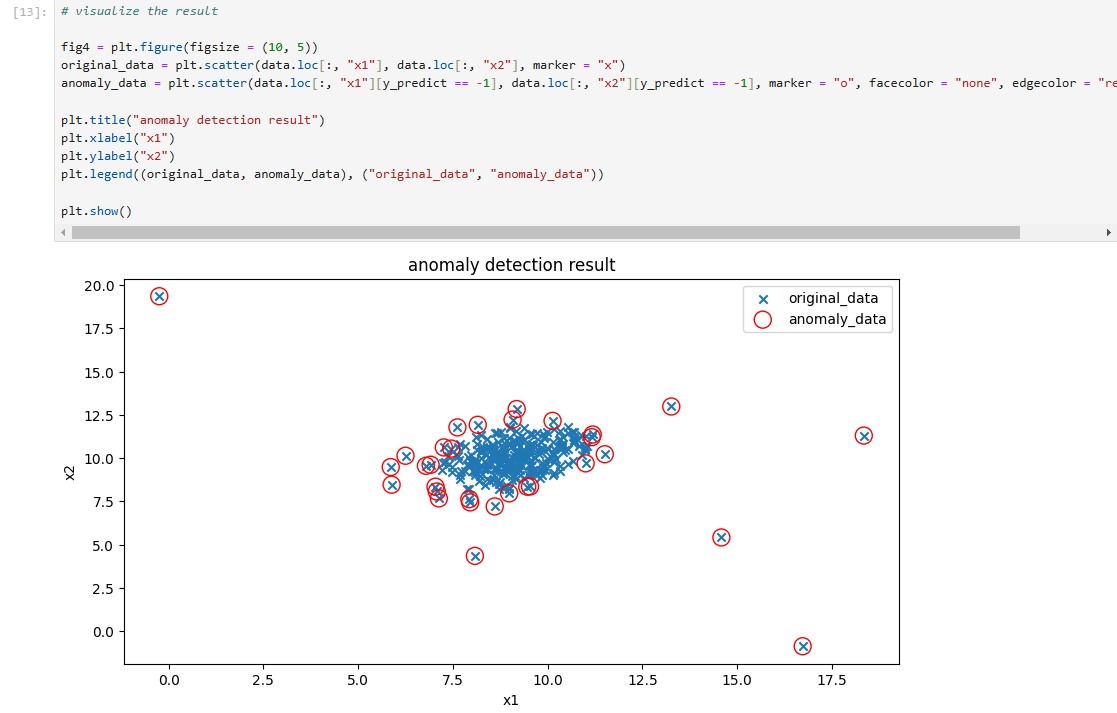 [13]: # visualize the result
fig4 = plt.figure(figsize = (10, 5))
original_data = plt.scatter(data.loc[:, "x1"], data.loc[:, "x2"], marker = "x")
anomaly_data = plt.scatter(data.loc[:, "x1"][y_predict == -1], data.loc[:, "x2"][y_predict == -1], marker = "o", facecolor = "none", edgecolor = "re
plt.title("anomaly detection result")
plt.xlabel("x1")
plt.ylabel("x2")
plt.legend((original_data, anomaly_data), ("original_data", "anomaly_data"))
plt.show()
anomaly detection result
original_data
anomaly_data
20.0
17.5
15.0
12.5
10.0
7.5
5.0
2.5
0.0
x2
0.0 2.5 5.0 7.5 10.0 12.5 15.0 17.5
x1